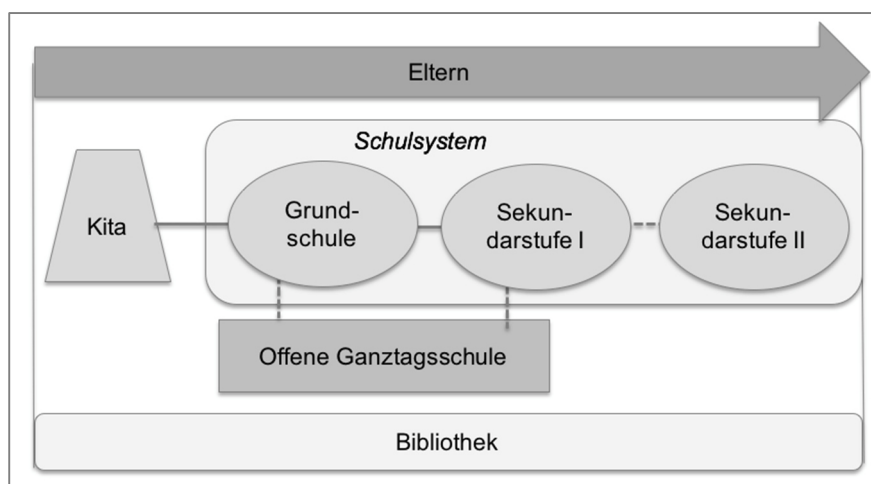 Eltern
Schulsystem
Kita
Grund-
schule
Sekun-
darstufe I
Sekun-
darstufe II
Offene Ganztagsschule
Bibliothek